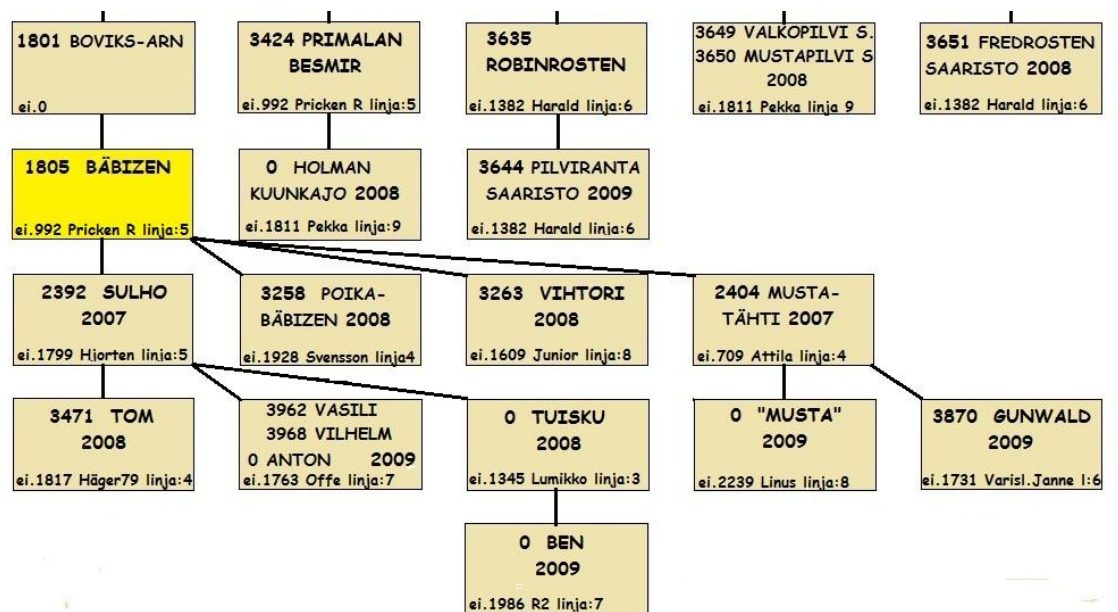 1801 BOVIKS-ARN
ei.0
3424 PRIMALAN
BESMIR
ei.992 Pricken R linja:5
3635
ROBINROSTEN
ei.1382 Harald linja:6
3649 VALKOPILVI S.
3650 MUSTAPILVI S
2008
ei.1811 Pekka linja 9
3651 FREDROSTEN
SAARISTO 2008
ei.1382 Harald linja:6
1805 BÄBIZEN
ei.992 Pricken R linja:5
0 HOLMAN
KUUNKAJO 2008
ei.1811 Pekka linja:9
3644 PILVIRANTA
SAARISTO 2009
ei.1382 Harald linja:6
2392 SULHO
2007
ei.1799 Hjorten linja:5
3258 POIKA-
BÄBIZEN 2008
ei.1928 Svensson linja4
3263 VIHTORI
2008
ei.1609 Junior linja:8
2404 MUSTA-
TÄHTI 2007
ei.709 Attila linja:4
3471 TOM
2008
ei.1817 Häger79 linja:4
3962 VASILI
3968 VILHELM
0 ANTON 2009
ei.1763 Offe linja:7
0 TUISKU
2008
ei.1345 Lumikko linja:3
0 "MUSTA"
2009
ei.2239 Linus linja:8
3870 GUNWALD
2009
ei.1731 Varisl.Janne l:6
0 BEN
2009
ei.1986 R2 linja:7